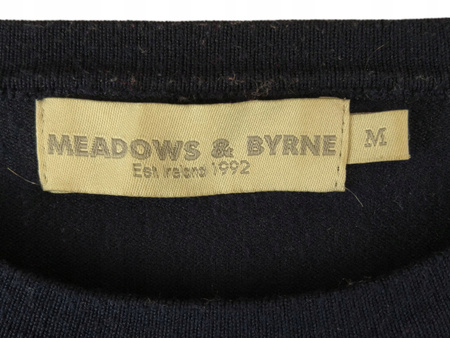 MEADOWS & BYRNE
Est Ireland 1992
M